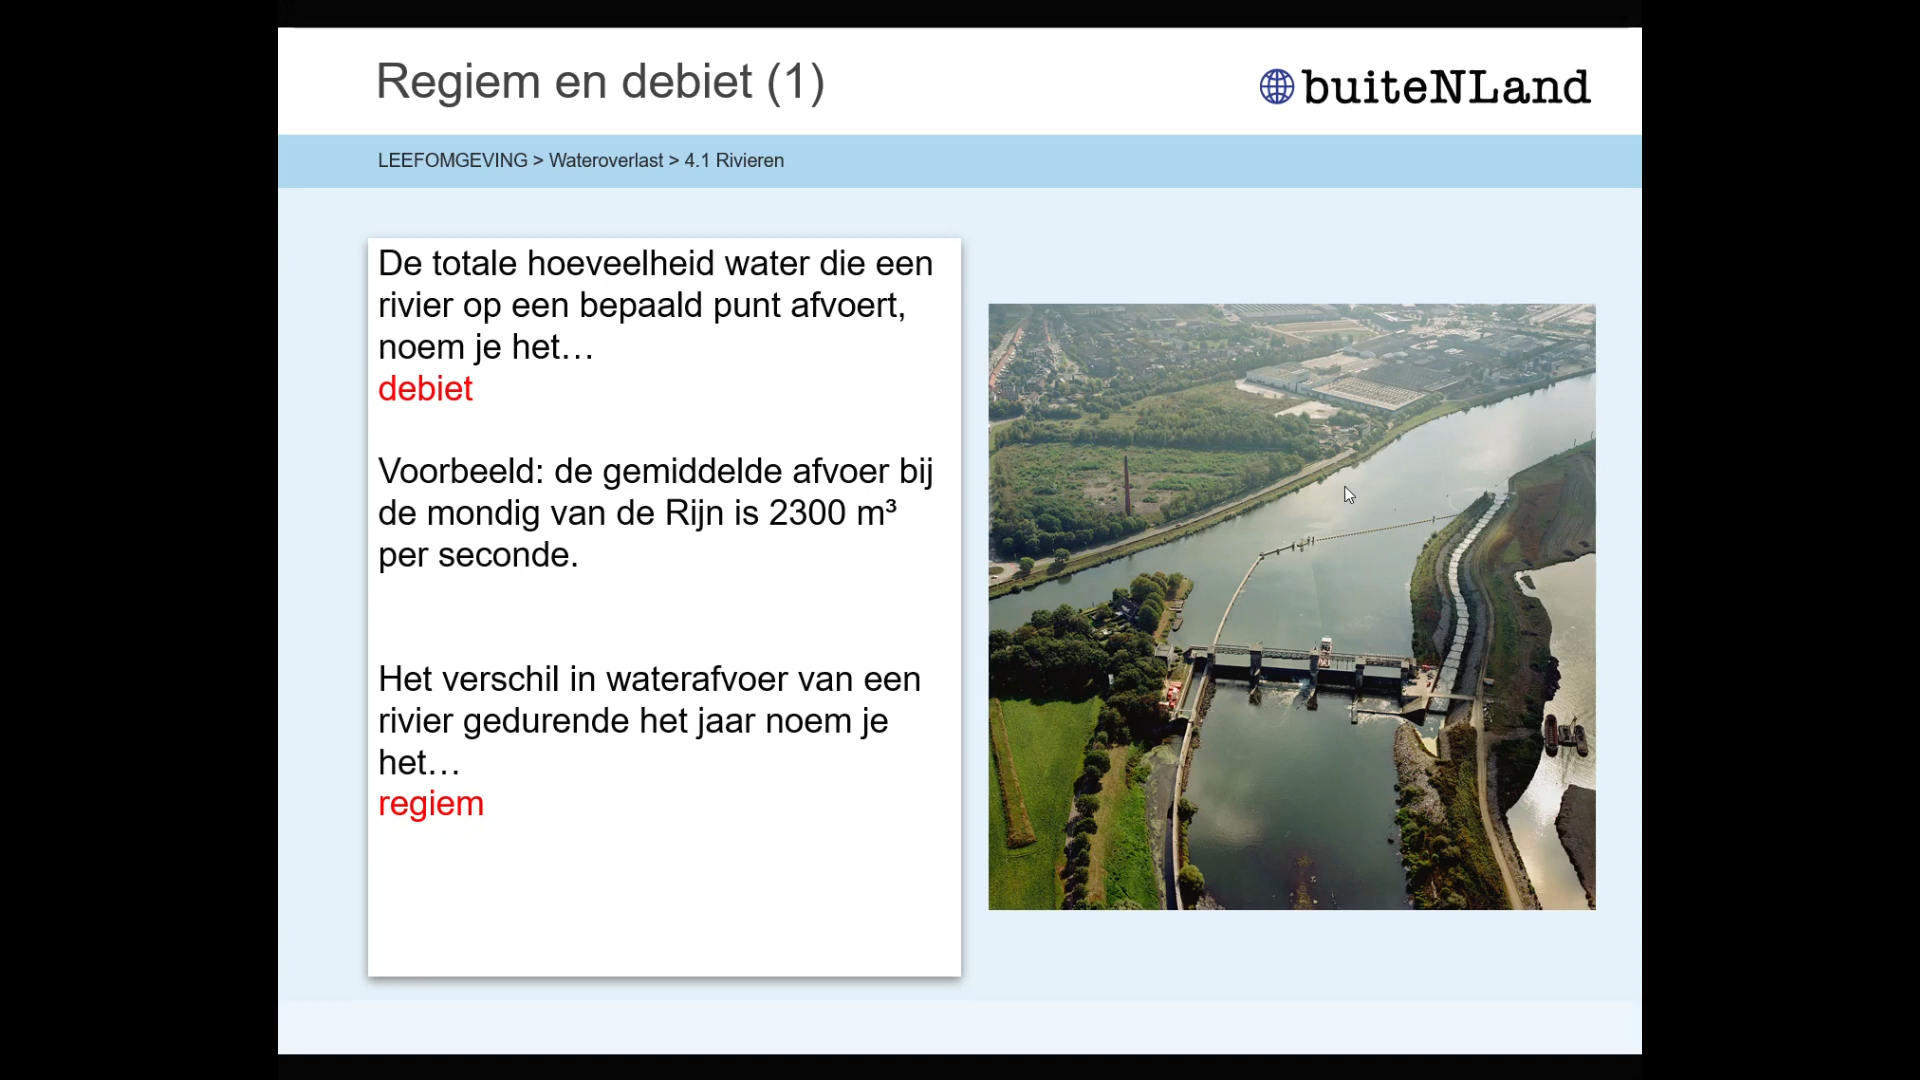 Regiem en debiet (1)
buiteNLand
LEEFOMGEVING > Wateroverlast > 4.1 Rivieren
De totale hoeveelheid water die een
rivier op een bepaald punt afvoert,
noem je het…
debiet
Voorbeeld: de gemiddelde afvoer bij
de mondig van de Rijn is 2300 m³
per seconde.
Het verschil in waterafvoer van een
rivier gedurende het jaar noem je
het…
regiem